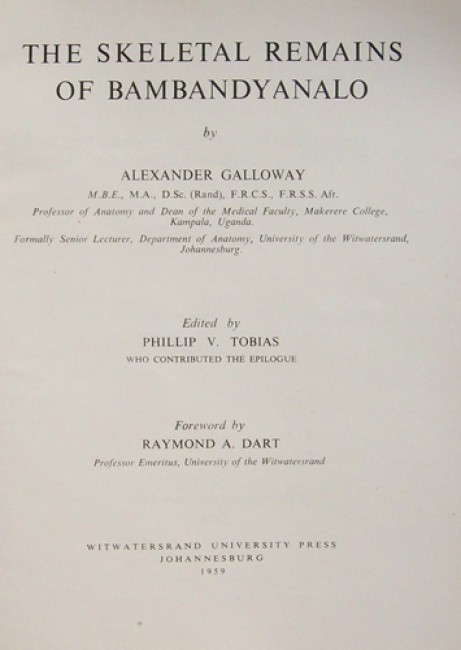 THE SKELETAL REMAINS
OF BAMBANDYANALO
by
ALEXANDER GALLOWAY
M.B.E., M.A., D.Sc. (Rand), F.R.C.S., F.R.S.S. Afr.
Professor of Anatomy and Dean of the Medical Faculty, Makerere College,
Kampala, Uganda.
Formally Senior Lecturer, Department of Anatomy, University of the Witwatersrand,
Johannesburg.
Edited by
PHILLIP V. TOBIAS
WHO CONTRIBUTED THE EPILOGUE
Foreword by
RAYMOND A. DART
Professor Emeritus, University of the Witwatersrand
WITWATERSRAND UNIVERSITY PRESS
JOHANNESBURG
1959